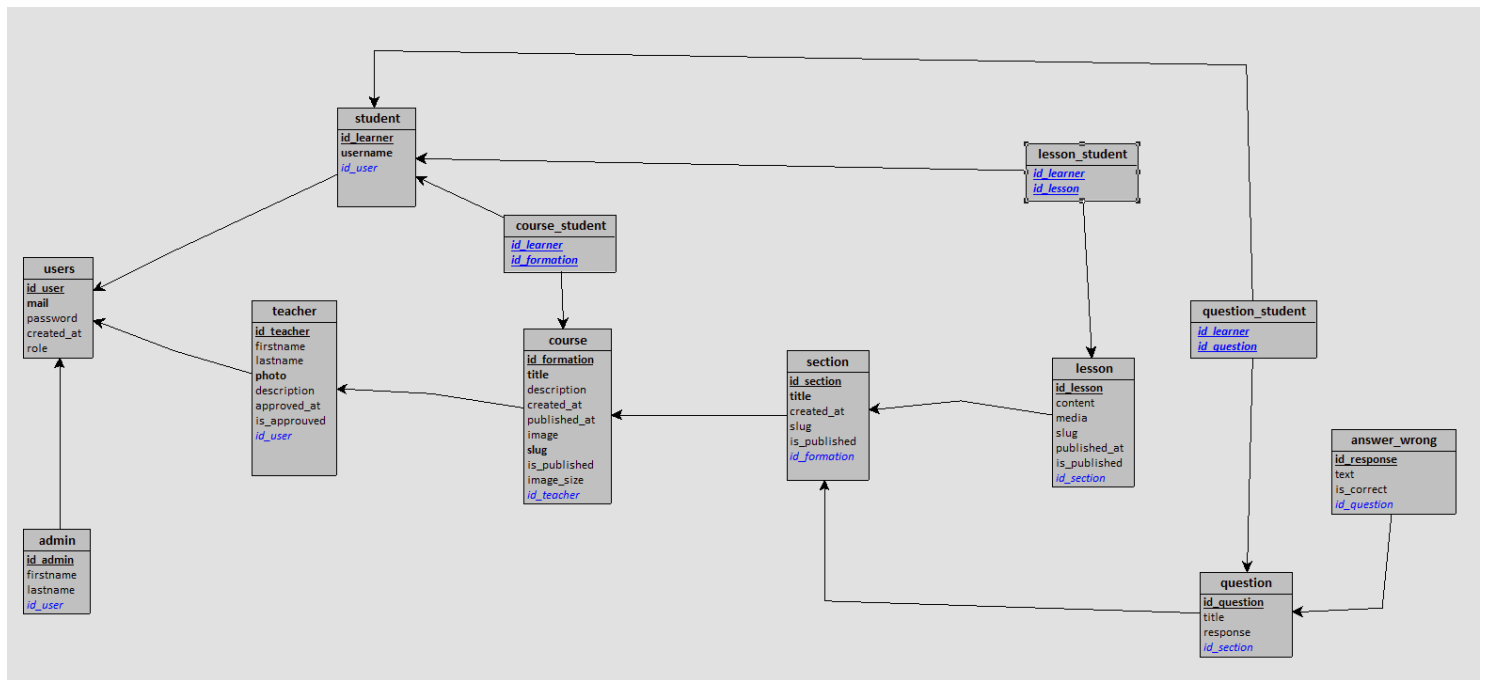 student
id_learner
username
id_user
lesson_student
id_learner
id_lesson
course_student
id_learner
id_formation
users
id_user
mail
password
created_at
role
teacher
id_teacher
firstname
lastname
photo
description
approved_at
is_approuved
id_user
course
id_formation
title
description
created_at
published_at
image
slug
is_published
image_size
id_teacher
section
id_section
title
created_at
slug
is_published
id_formation
lesson
id_lesson
content
media
slug
published_at
is_published
id_section
question_student
id_learner
id_question
answer_wrong
id_response
text
is_correct
id_question
admin
id_admin
firstname
lastname
id_user
question
id_question
title
response
id_section